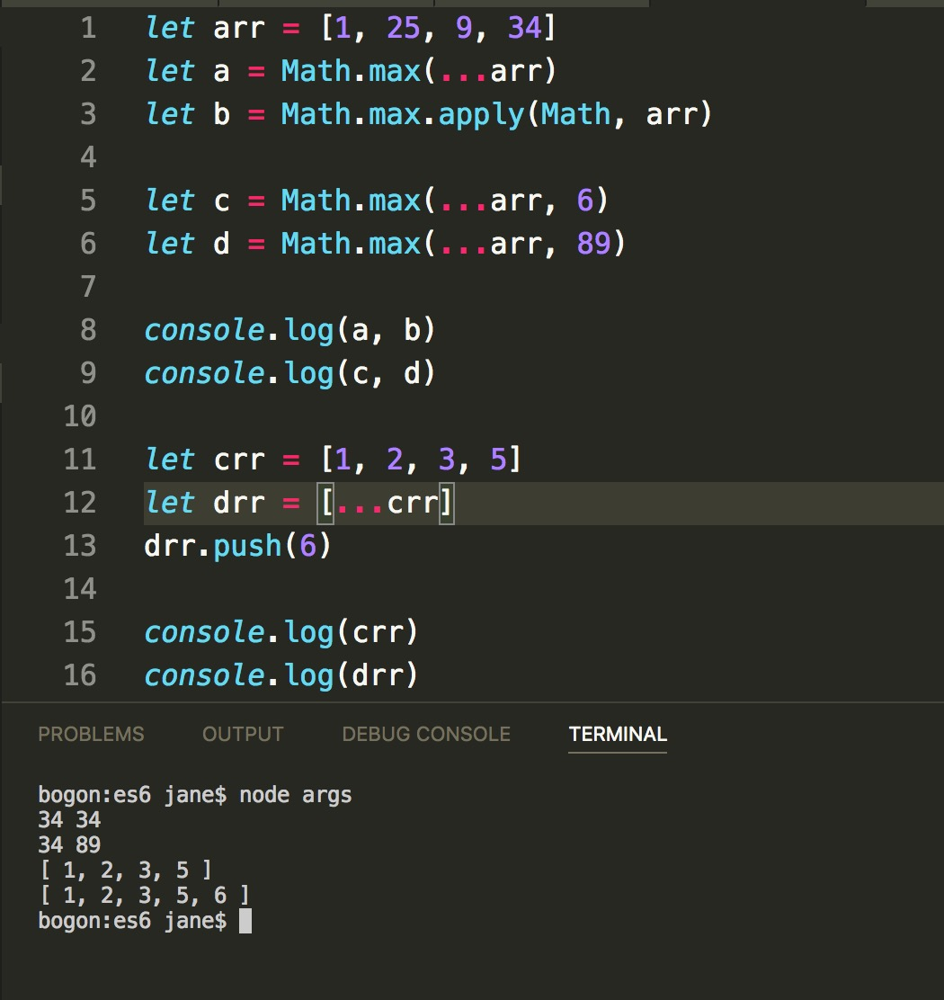 1 let arr = [1, 25, 9, 34]
2 let a = Math.max(...arr)
3 let b = Math.max.apply(Math, arr)
4
5 let c = Math.max(...arr, 6)
6 let d = Math.max(...arr, 89)
7
8 console.log(a, b)
9 console.log(c, d)
10
11 let crr = [1, 2, 3, 5]
12 let drr = [...crr]
13 drr.push(6)
14
15 console.log(crr)
16 console.log(drr)
PROBLEMS OUTPUT DEBUG CONSOLE TERMINAL
bogon:es6 jane$ node args
34 34
34 89
[ 1, 2, 3, 5 ]
[ 1, 2, 3, 5, 6 ]
bogon:es6 jane$